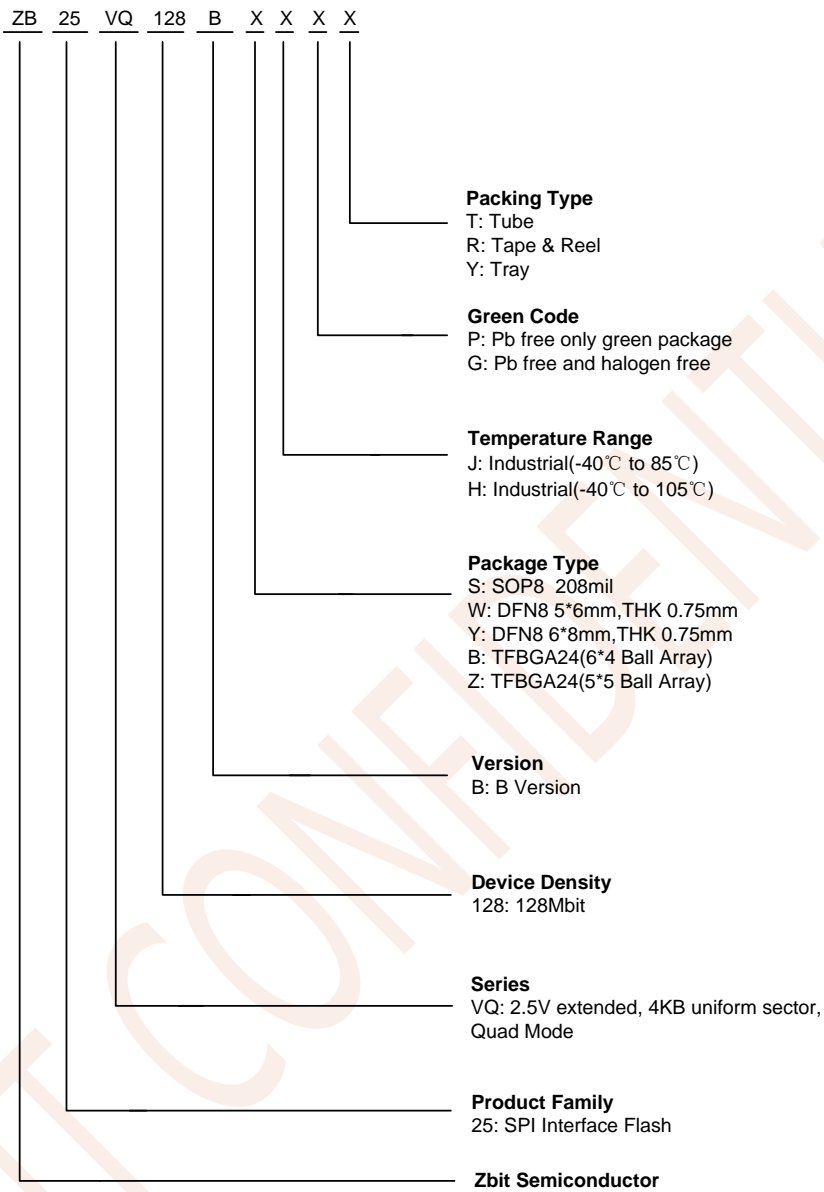 ZB 25 VQ 128 B X X X X
Packing Type
T: Tube
R: Tape & Reel
Y: Tray
Green Code
P: Pb free only green package
G: Pb free and halogen free
Temperature Range
J: Industrial(-40℃ to 85℃)
H: Industrial(-40℃ to 105℃)
Package Type
S: SOP8 208mil
W: DFN8 5*6mm,THK 0.75mm
Y: DFN8 6*8mm,THK 0.75mm
B: TFBGA24(6*4 Ball Array)
Z: TFBGA24(5*5 Ball Array)
Version
B: B Version
Device Density
128: 128Mbit
Series
VQ: 2.5V extended, 4KB uniform sector,
Quad Mode
Product Family
25: SPI Interface Flash
Zbit Semiconductor